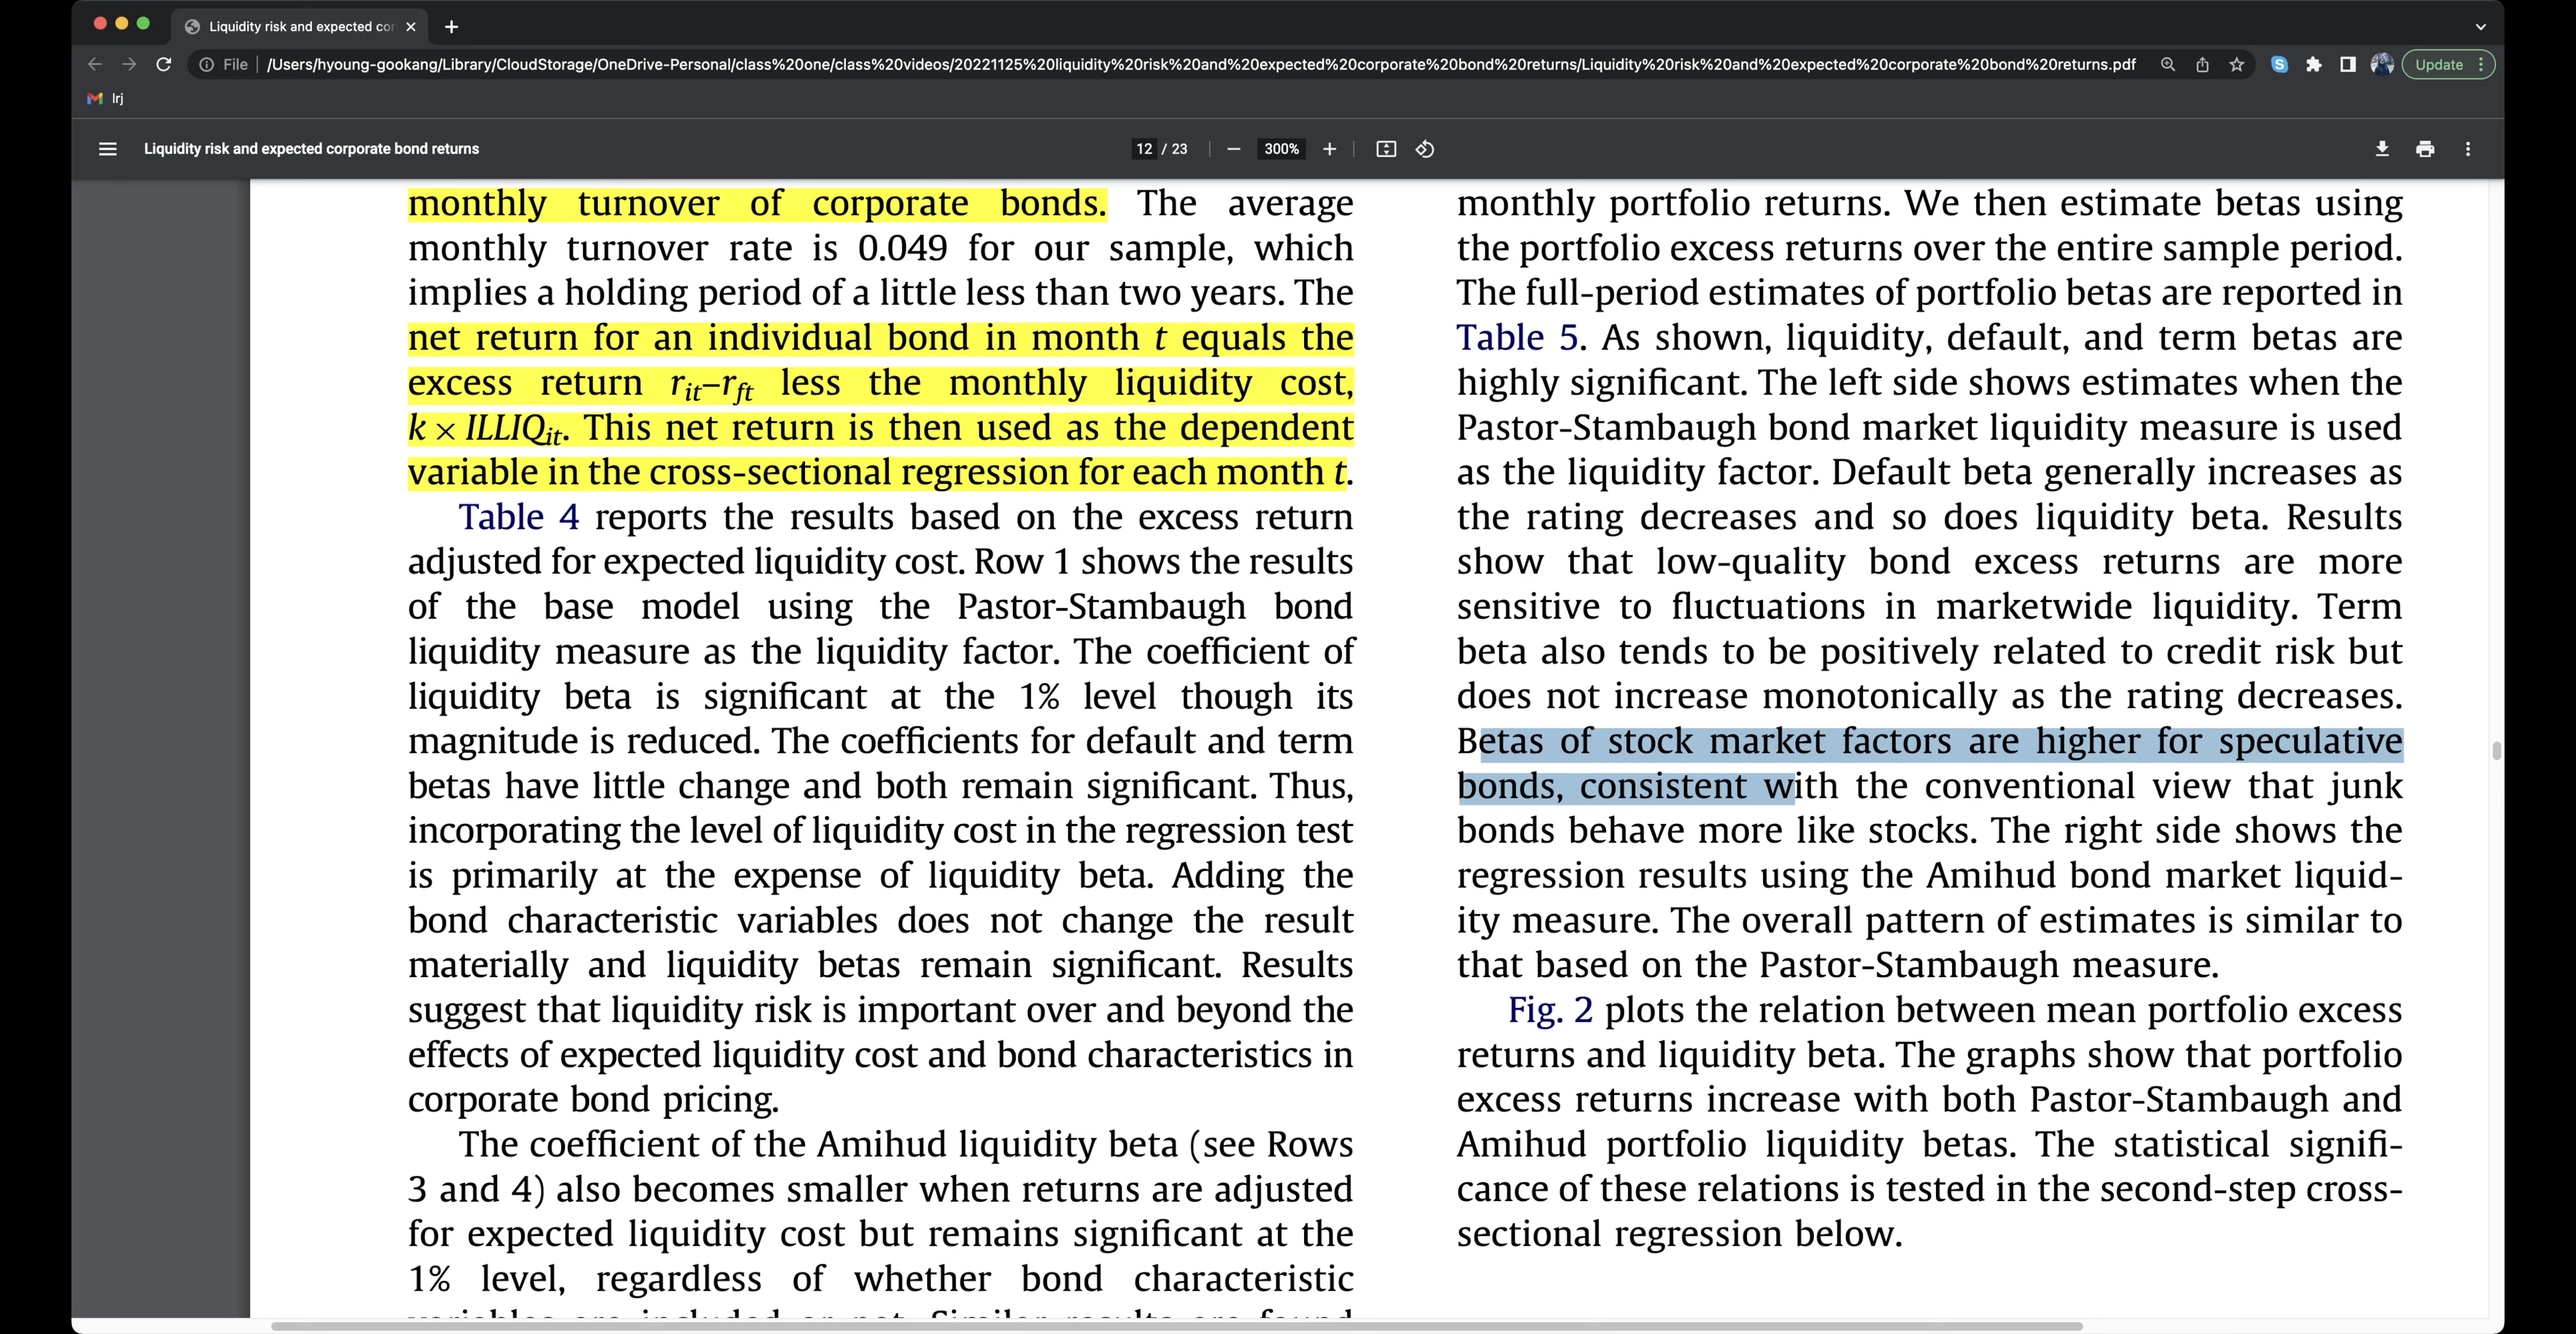 Liquidity risk and expected cor
File
/Users/hyoung-gookang/Library/CloudStorage/OneDrive-Personal/class%20one/class%20videos/20221125%20liquidity%20risk%20and%20expected%20corporate%20bond%20returns/Liquidity%20risk%20and%20expected%20corporate%20bond%20returns.pdf
Update
lrj
Liquidity risk and expected corporate bond returns
12 / 23
300%
monthly turnover of corporate bonds. The average
monthly turnover rate is 0.049 for our sample, which
implies a holding period of a little less than two years. The
net return for an individual bond in month t equals the
excess return rit–rft less the monthly liquidity cost,
k × ILLIQit. This net return is then used as the dependent
variable in the cross-sectional regression for each month t.
Table 4 reports the results based on the excess return
adjusted for expected liquidity cost. Row 1 shows the results
of the base model using the Pastor-Stambaugh bond
liquidity measure as the liquidity factor. The coefficient of
liquidity beta is significant at the 1% level though its
magnitude is reduced. The coefficients for default and term
betas have little change and both remain significant. Thus,
incorporating the level of liquidity cost in the regression test
is primarily at the expense of liquidity beta. Adding the
bond characteristic variables does not change the result
materially and liquidity betas remain significant. Results
suggest that liquidity risk is important over and beyond the
effects of expected liquidity cost and bond characteristics in
corporate bond pricing.
The coefficient of the Amihud liquidity beta (see Rows
3 and 4) also becomes smaller when returns are adjusted
for expected liquidity cost but remains significant at the
1% level, regardless of whether bond characteristic
variables are included or not. Similar results are found
monthly portfolio returns. We then estimate betas using
the portfolio excess returns over the entire sample period.
The full-period estimates of portfolio betas are reported in
Table 5. As shown, liquidity, default, and term betas are
highly significant. The left side shows estimates when the
Pastor-Stambaugh bond market liquidity measure is used
as the liquidity factor. Default beta generally increases as
the rating decreases and so does liquidity beta. Results
show that low-quality bond excess returns are more
sensitive to fluctuations in marketwide liquidity. Term
beta also tends to be positively related to credit risk but
does not increase monotonically as the rating decreases.
Betas of stock market factors are higher for speculative
bonds, consistent with the conventional view that junk
bonds behave more like stocks. The right side shows the
regression results using the Amihud bond market liquid-
ity measure. The overall pattern of estimates is similar to
that based on the Pastor-Stambaugh measure.
Fig. 2 plots the relation between mean portfolio excess
returns and liquidity beta. The graphs show that portfolio
excess returns increase with both Pastor-Stambaugh and
Amihud portfolio liquidity betas. The statistical signifi-
cance of these relations is tested in the second-step cross-
sectional regression below.